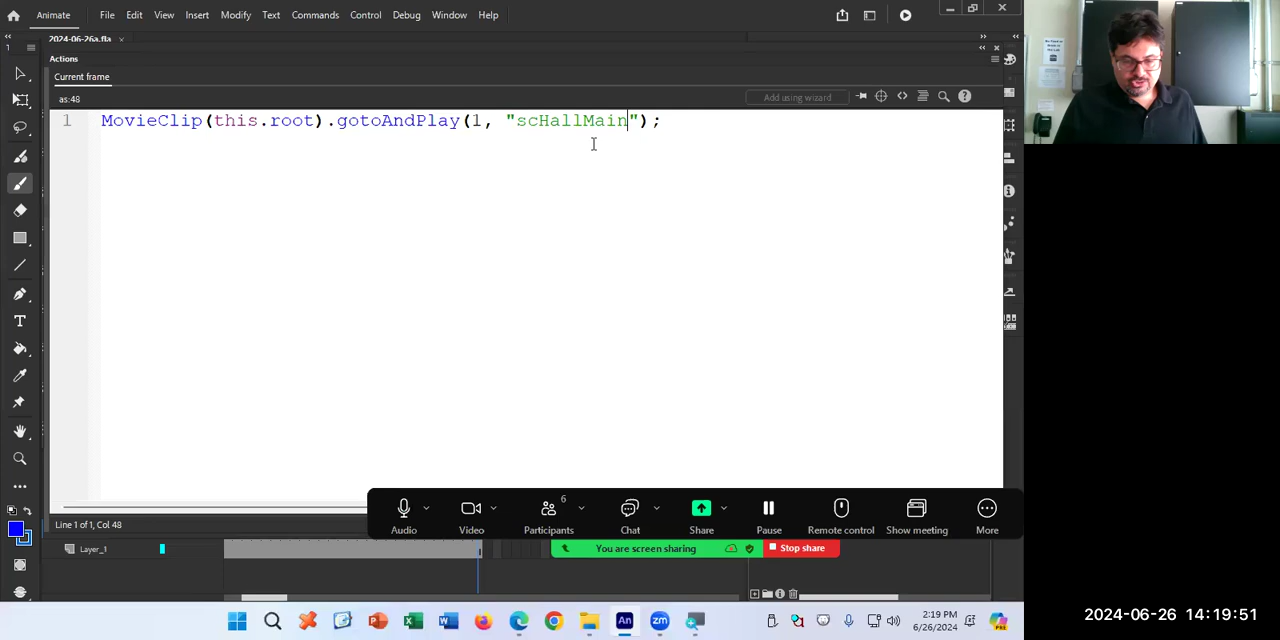 Animate File Edit View Insert Modify Text Commands Control Debug Window Help
2024-06-26a.fla ×
Actions
Current frame
as:48
Add using wizard
1 MovieClip(this.root).gotoAndPlay(1, "scHallMain");
6
Audio Video Participants Chat Share Pause Remote control Show meeting More
Line 1 of 1, Col 48
Layer_1
You are screen sharing Stop share
2:19 PM
6/26/2024
2024-06-26 14:19:51